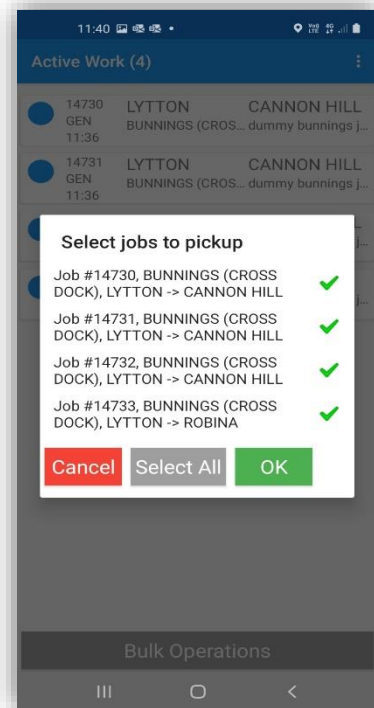 11:40
VoD LTE 4G
Active Work (4)
14730 LYTTON CANNON HILL
GEN BUNNINGS (CROS... dummy bunnings j...
11:36
14731 LYTTON CANNON HILL
GEN BUNNINGS (CROS... dummy bunnings j...
11:36
Select jobs to pickup
Job #14730, BUNNINGS (CROSS
DOCK), LYTTON -> CANNON HILL
Job #14731, BUNNINGS (CROSS
DOCK), LYTTON -> CANNON HILL
Job #14732, BUNNINGS (CROSS
DOCK), LYTTON -> CANNON HILL
Job #14733, BUNNINGS (CROSS
DOCK), LYTTON -> ROBINA
Cancel Select All OK
Bulk Operations